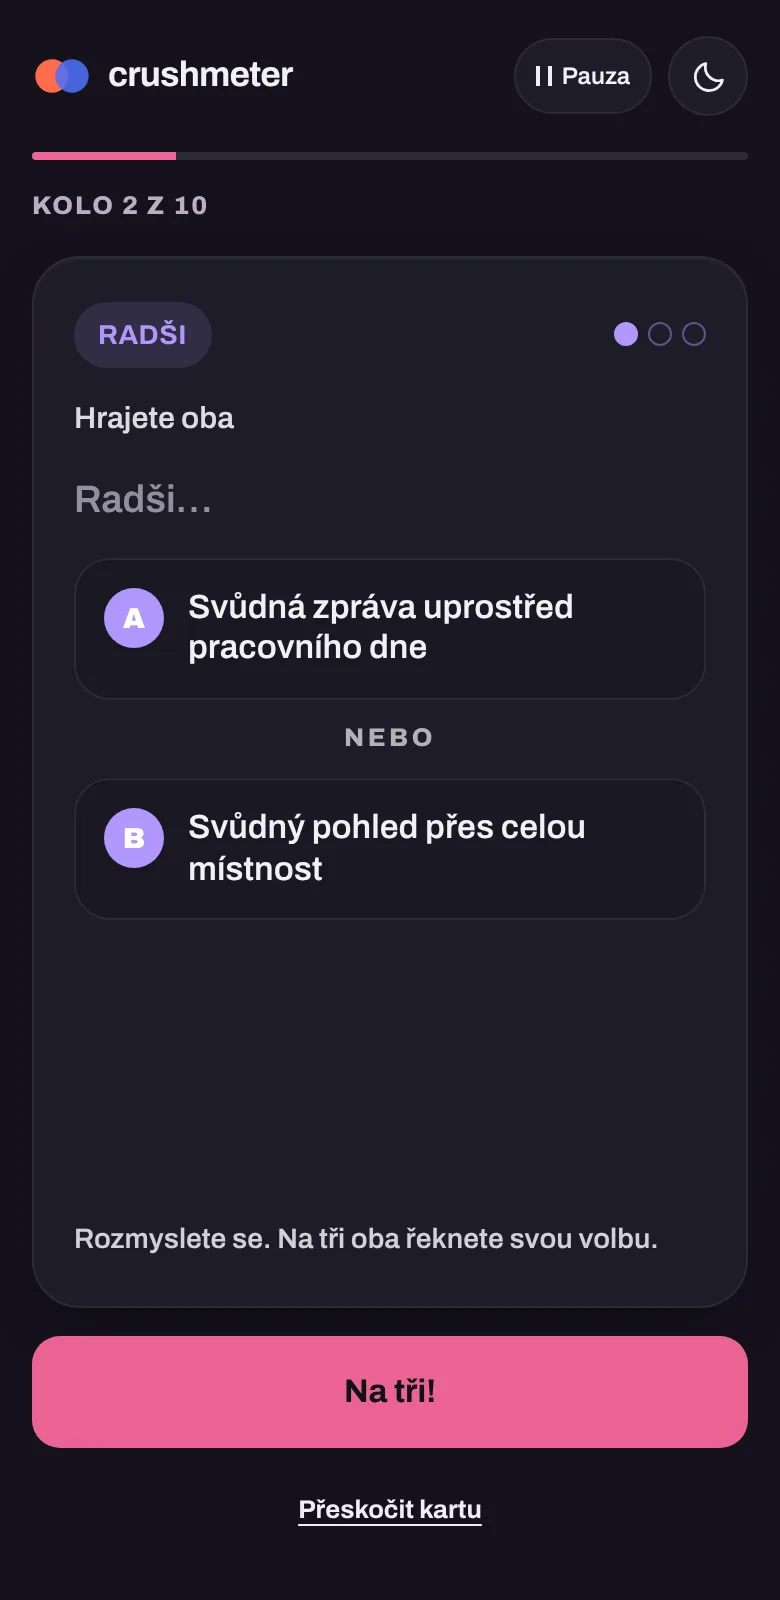 crushmeter
Pauza
KOLO 2 Z 10
RADŠI
Hrajete oba
Radši…
A
Svůdná zpráva uprostřed
pracovního dne
NEBO
B
Svůdný pohled přes celou
místnost
Rozmyslete se. Na tři oba řeknete svou volbu.
Na tři!
Přeskočit kartu